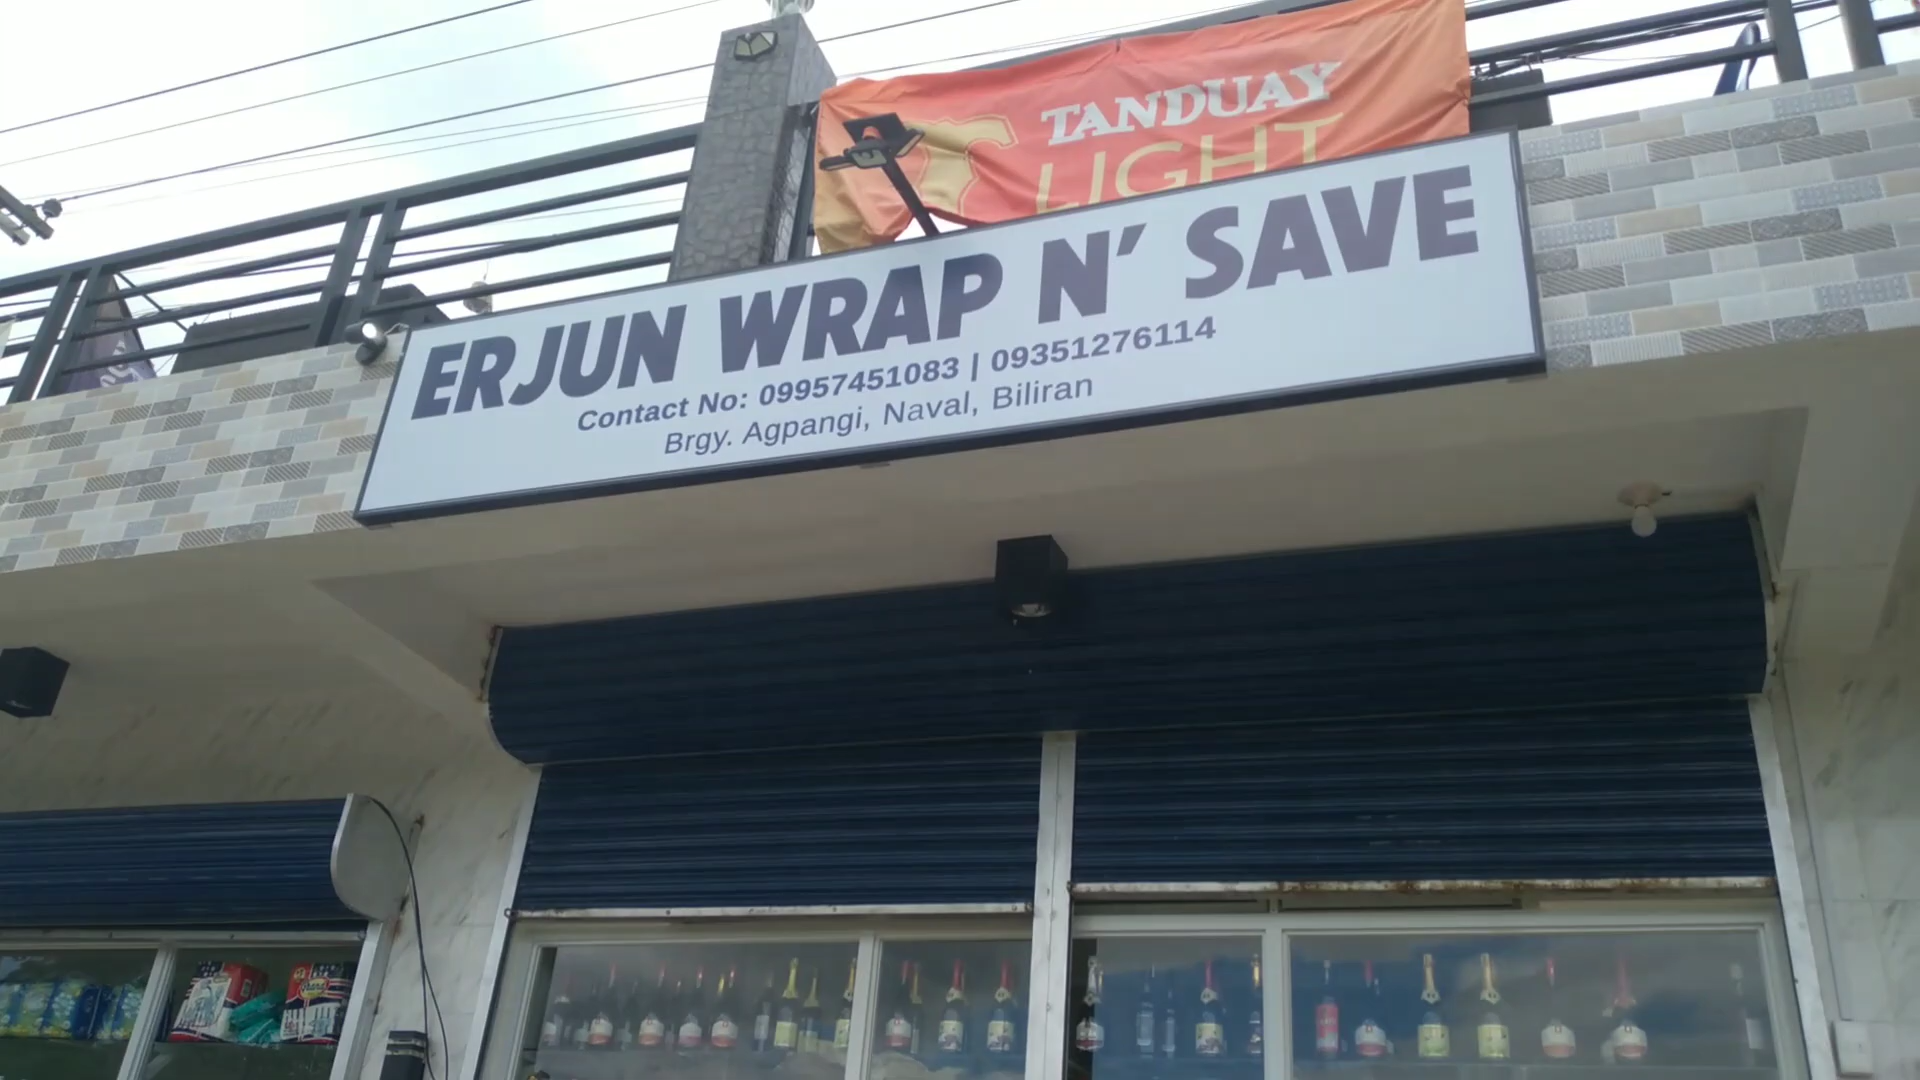 TANDUAY
LIGHT
ERJUN WRAP N' SAVE
Contact No: 09957451083 | 09351276114
Brgy. Agpangi, Naval, Biliran